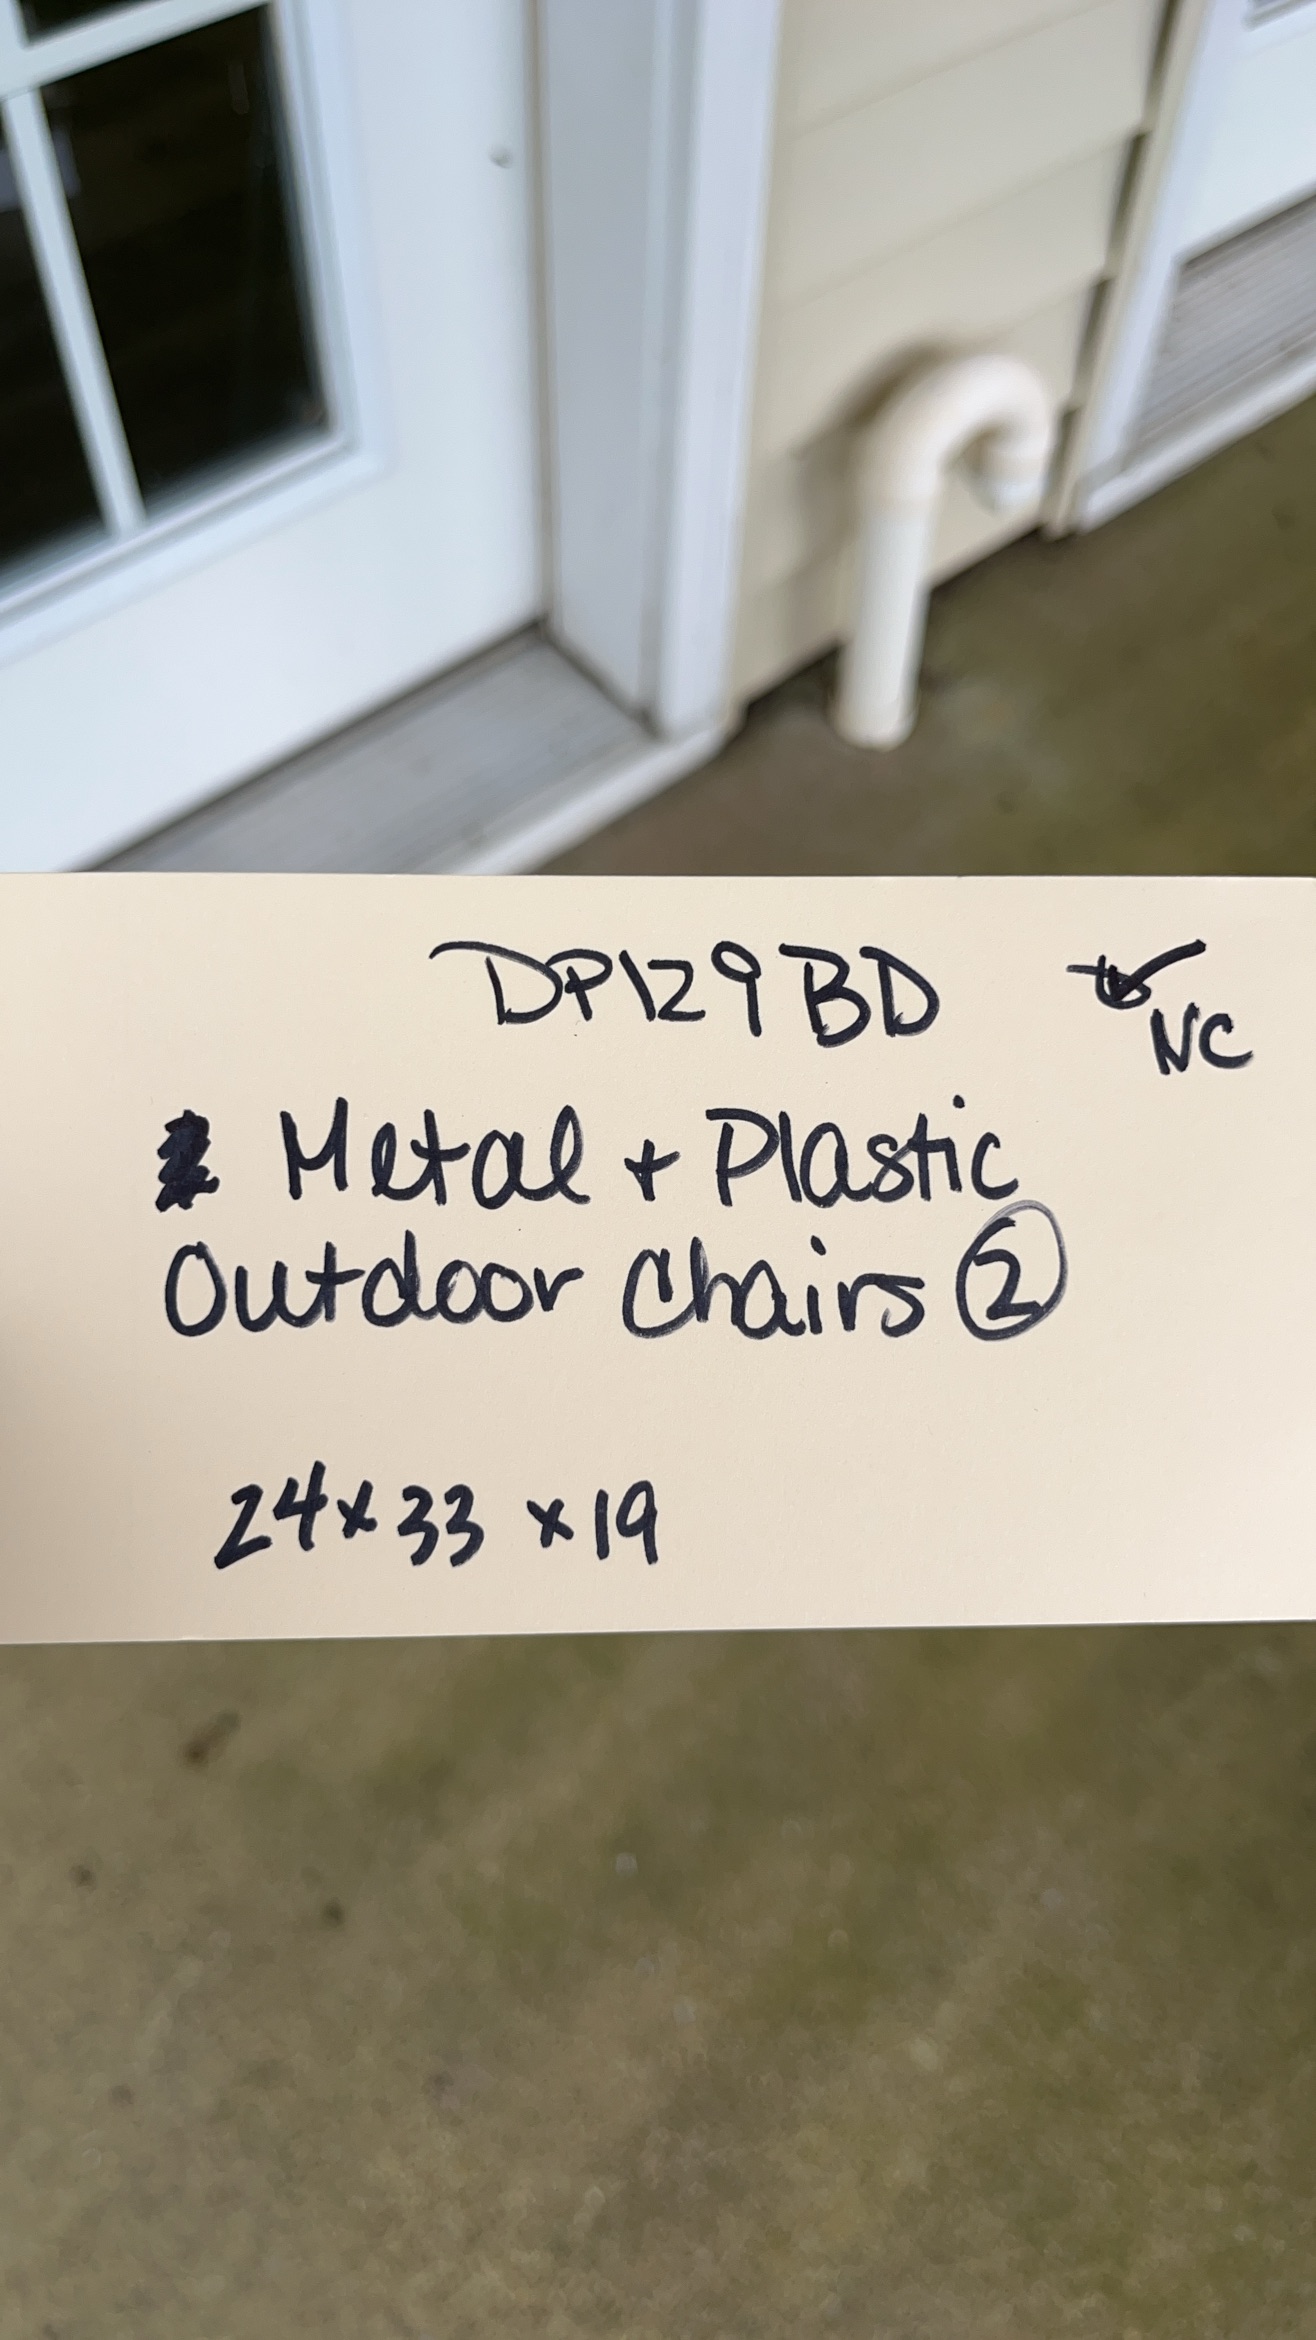 DP129BD
NC
Metal + Plastic
Outdoor Chairs 2
24x33x19